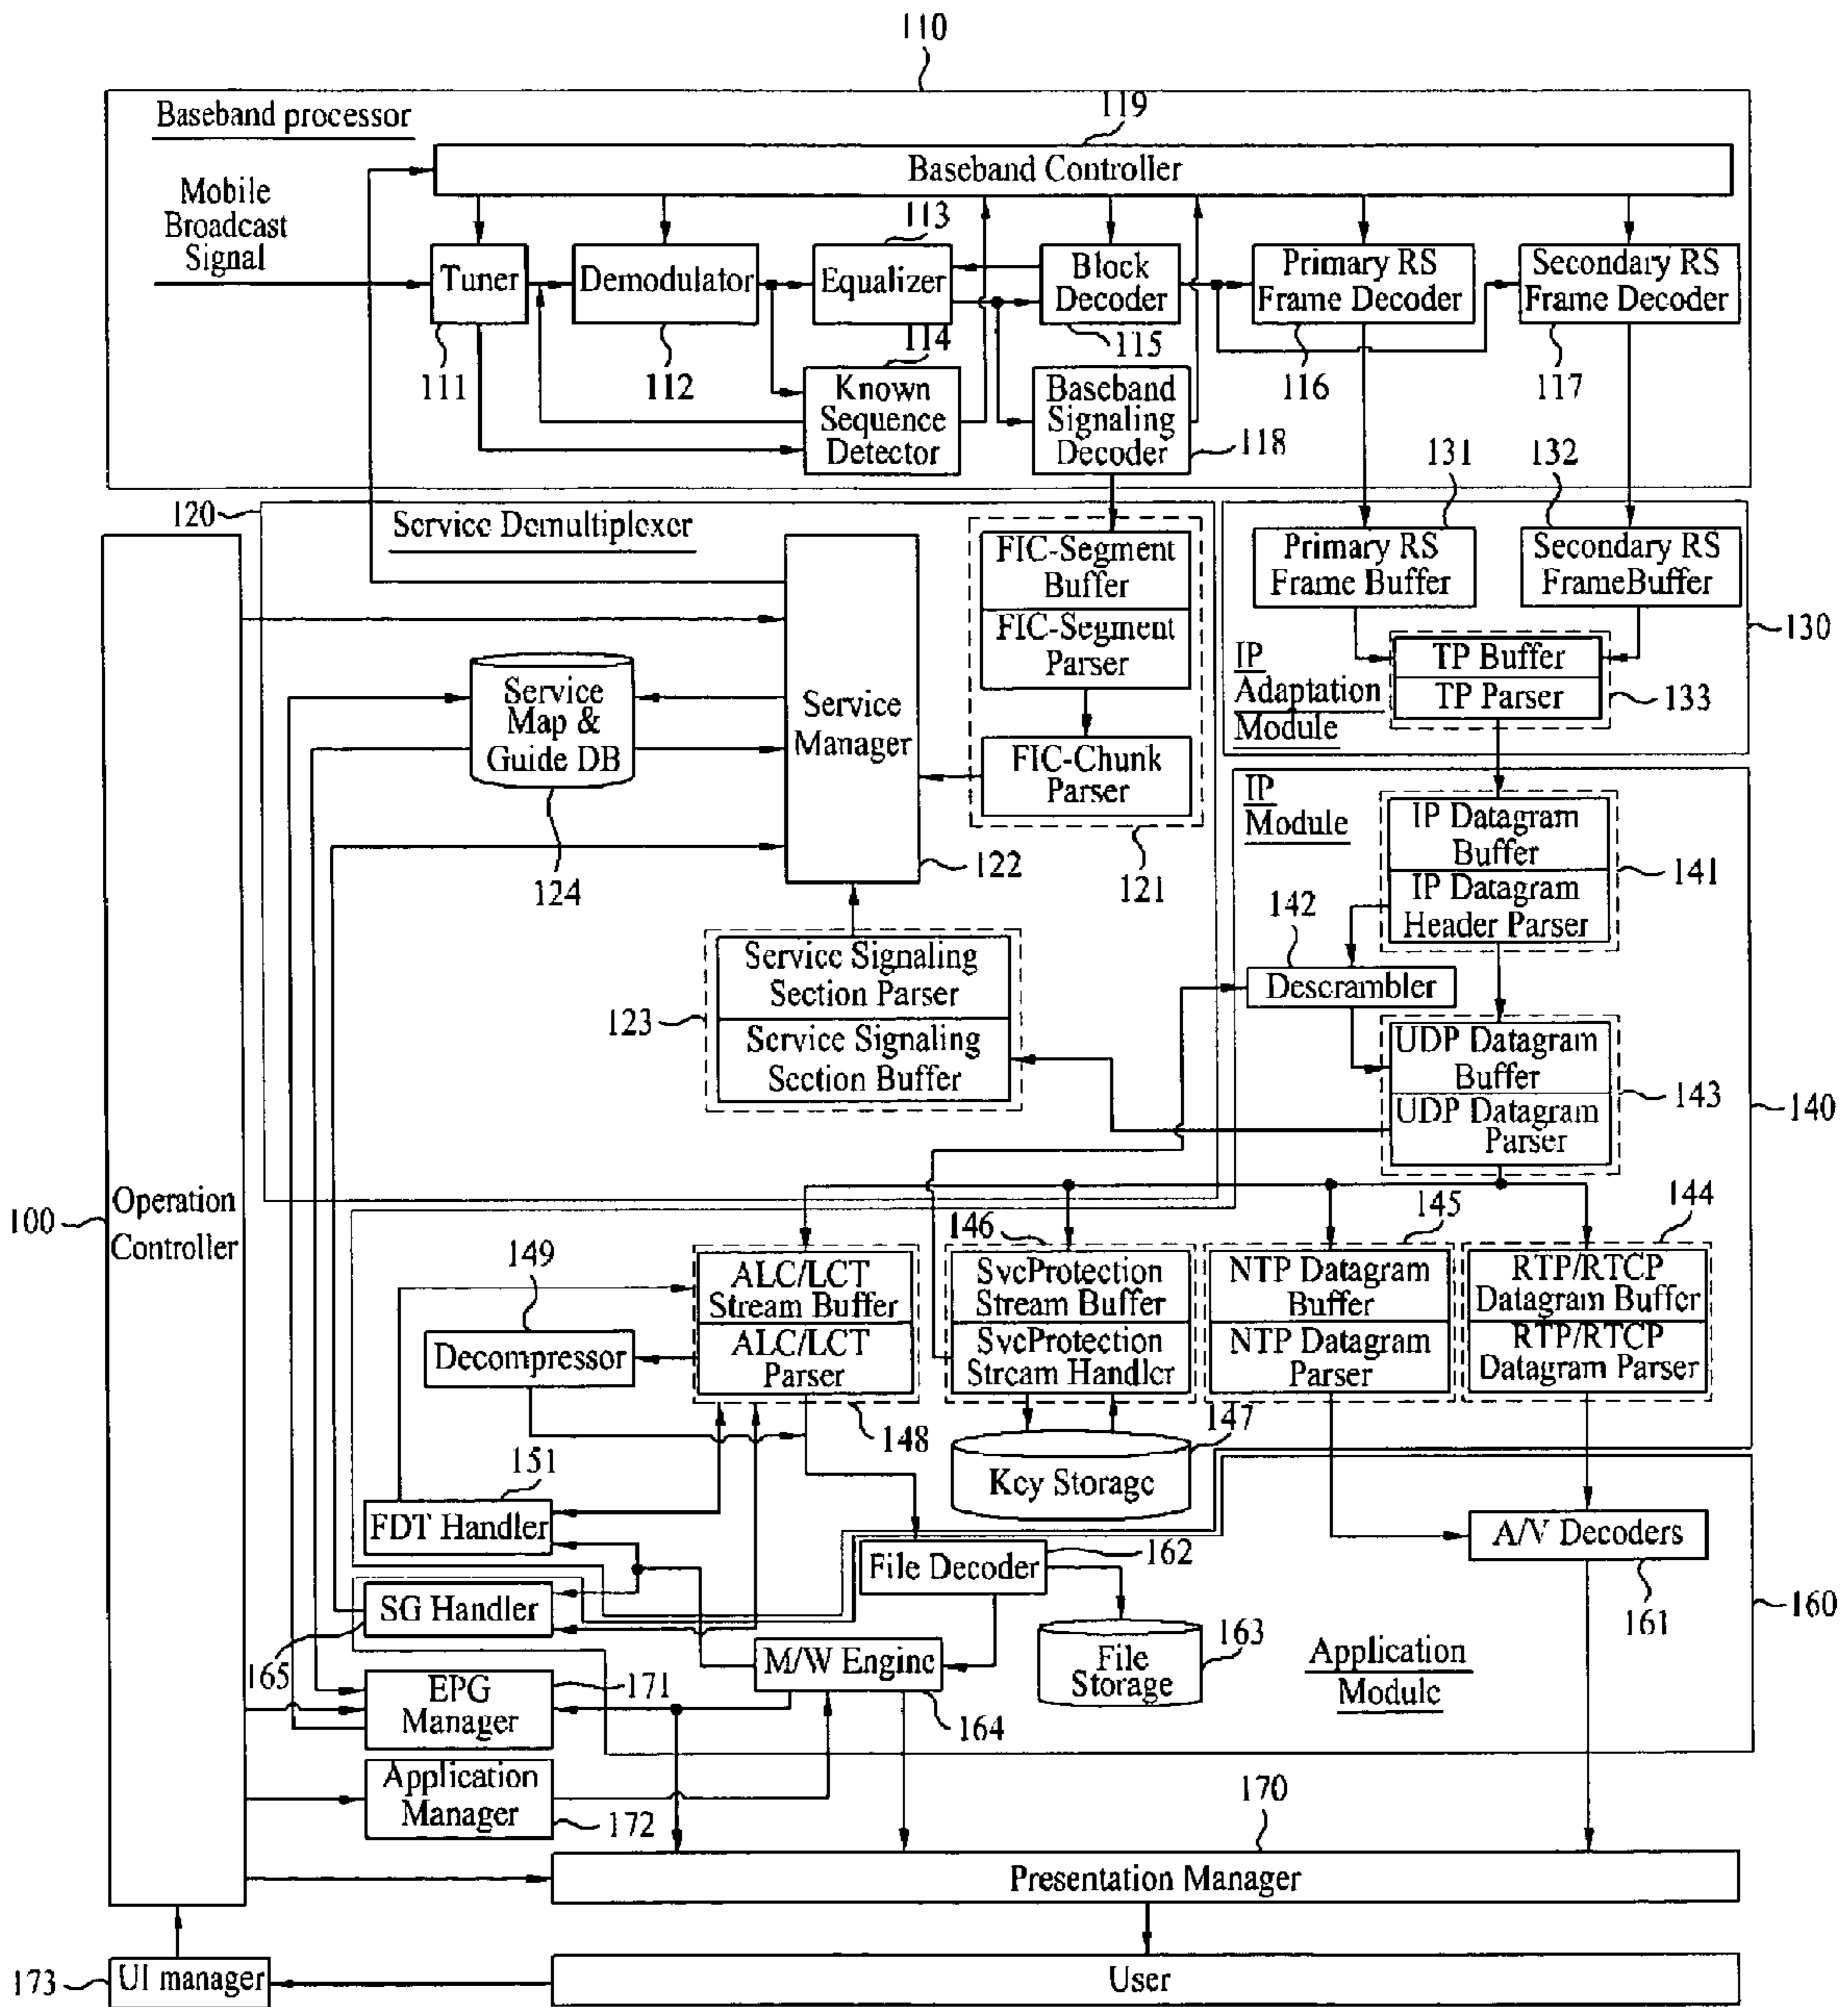 110
Baseband processor
119
Baseband Controller
Mobile
Broadcast
Signal
113
Tuner
Demodulator
Equalizer
Block
Decoder
Primary RS
Frame Decoder
Secondary RS
Frame Decoder
111
112
114
115
116
117
Known
Sequence
Detector
Baseband
Signaling
Decoder
118
131
132
120
Service Demultiplexer
FIC-Segment
Buffer
FIC-Segment
Parser
Primary RS
Frame Buffer
Secondary RS
FrameBuffer
130
IP
Adaptation
Module
TP Buffer
TP Parser
133
Service
Map &
Guide DB
Service
Manager
FIC-Chunk
Parser
124
122
121
IP
Module
IP Datagram
Buffer
IP Datagram
Header Parser
141
142
Descrambler
Service Signaling
Section Parser
Service Signaling
Section Buffer
123
UDP Datagram
Buffer
UDP Datagram
Parser
143
140
100
Operation
Controller
146
145
144
149
ALC/LCT
Stream Buffer
ALC/LCT
Parser
SvcProtection
Stream Buffer
SvcProtection
Stream Handler
NTP Datagram
Buffer
NTP Datagram
Parser
RTP/RTCP
Datagram Buffer
RTP/RTCP
Datagram Parser
Decompressor
148
147
Key Storage
151
FDT Handler
File Decoder
162
A/V Decoders
161
160
SG Handler
165
M/W Engine
164
File
Storage
163
Application
Module
EPG
Manager
171
Application
Manager
172
170
Presentation Manager
173
UI manager
User